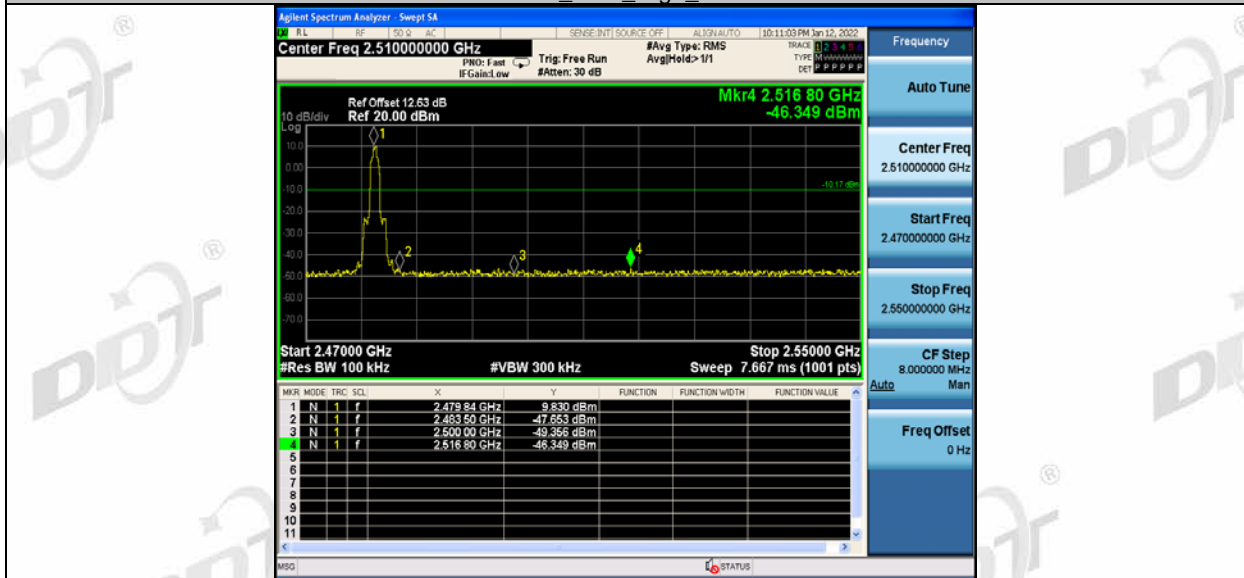 Agilent Spectrum Analyzer - Swept SA
RL RF 50 Ω AC SENSE:INT SOURCE OFF ALIGN AUTO 10:11:03 PM Jan 12, 2022
Center Freq 2.510000000 GHz #Avg Type: RMS TRACE 1 2 3 4 5 6
PNO: Fast Trig: Free Run Avg|Hold:>1/1 TYPE M
IFGain:Low #Atten: 30 dB DET P P P P P P
Frequency
Auto Tune
Center Freq
2.510000000 GHz
Start Freq
2.470000000 GHz
Stop Freq
2.550000000 GHz
CF Step
8.000000 MHz
Auto Man
Freq Offset
0 Hz
Mkr4 2.516 80 GHz
Ref Offset 12.63 dB
10 dB/div Ref 20.00 dBm -46.349 dBm
Log
10.0
0.00
-10.0
-20.0
-30.0
-40.0
-50.0
-60.0
-70.0
1
2
3
4
-10.17 dBm
Start 2.47000 GHz Stop 2.55000 GHz
#Res BW 100 kHz #VBW 300 kHz Sweep 7.667 ms (1001 pts)
MKR MODE TRC SCL X Y FUNCTION FUNCTION WIDTH FUNCTION VALUE
1 N 1 f 2.479 84 GHz 9.830 dBm
2 N 1 f 2.483 50 GHz -47.653 dBm
3 N 1 f 2.500 00 GHz -49.356 dBm
4 N 1 f 2.516 80 GHz -46.349 dBm
5
6
7
8
9
10
11
MSG STATUS
DDT ®
DDT ®
DDT ®
DDT ®